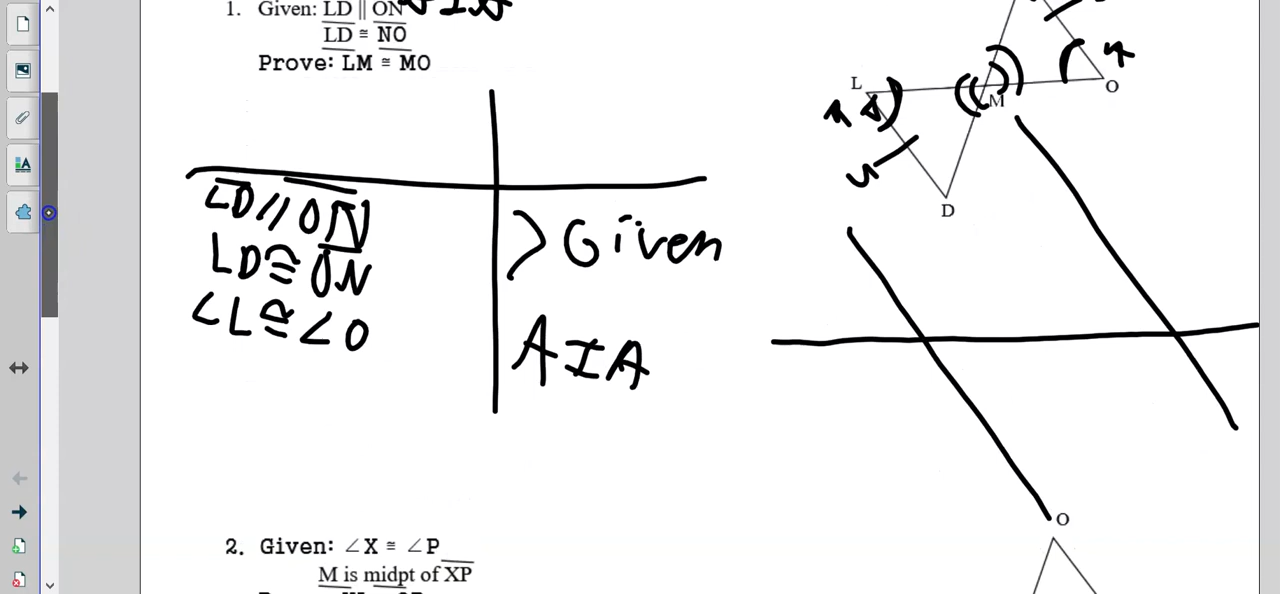 1. Given: LD || ON
LD ≅ NO
Prove: LM ≅ MO
L
M
O
D
LD // ON
LD ≅ ON
∠L ≅ ∠O
Given
AIA
A
S
A
O
2. Given: ∠X ≅ ∠P
M is midpt of XP